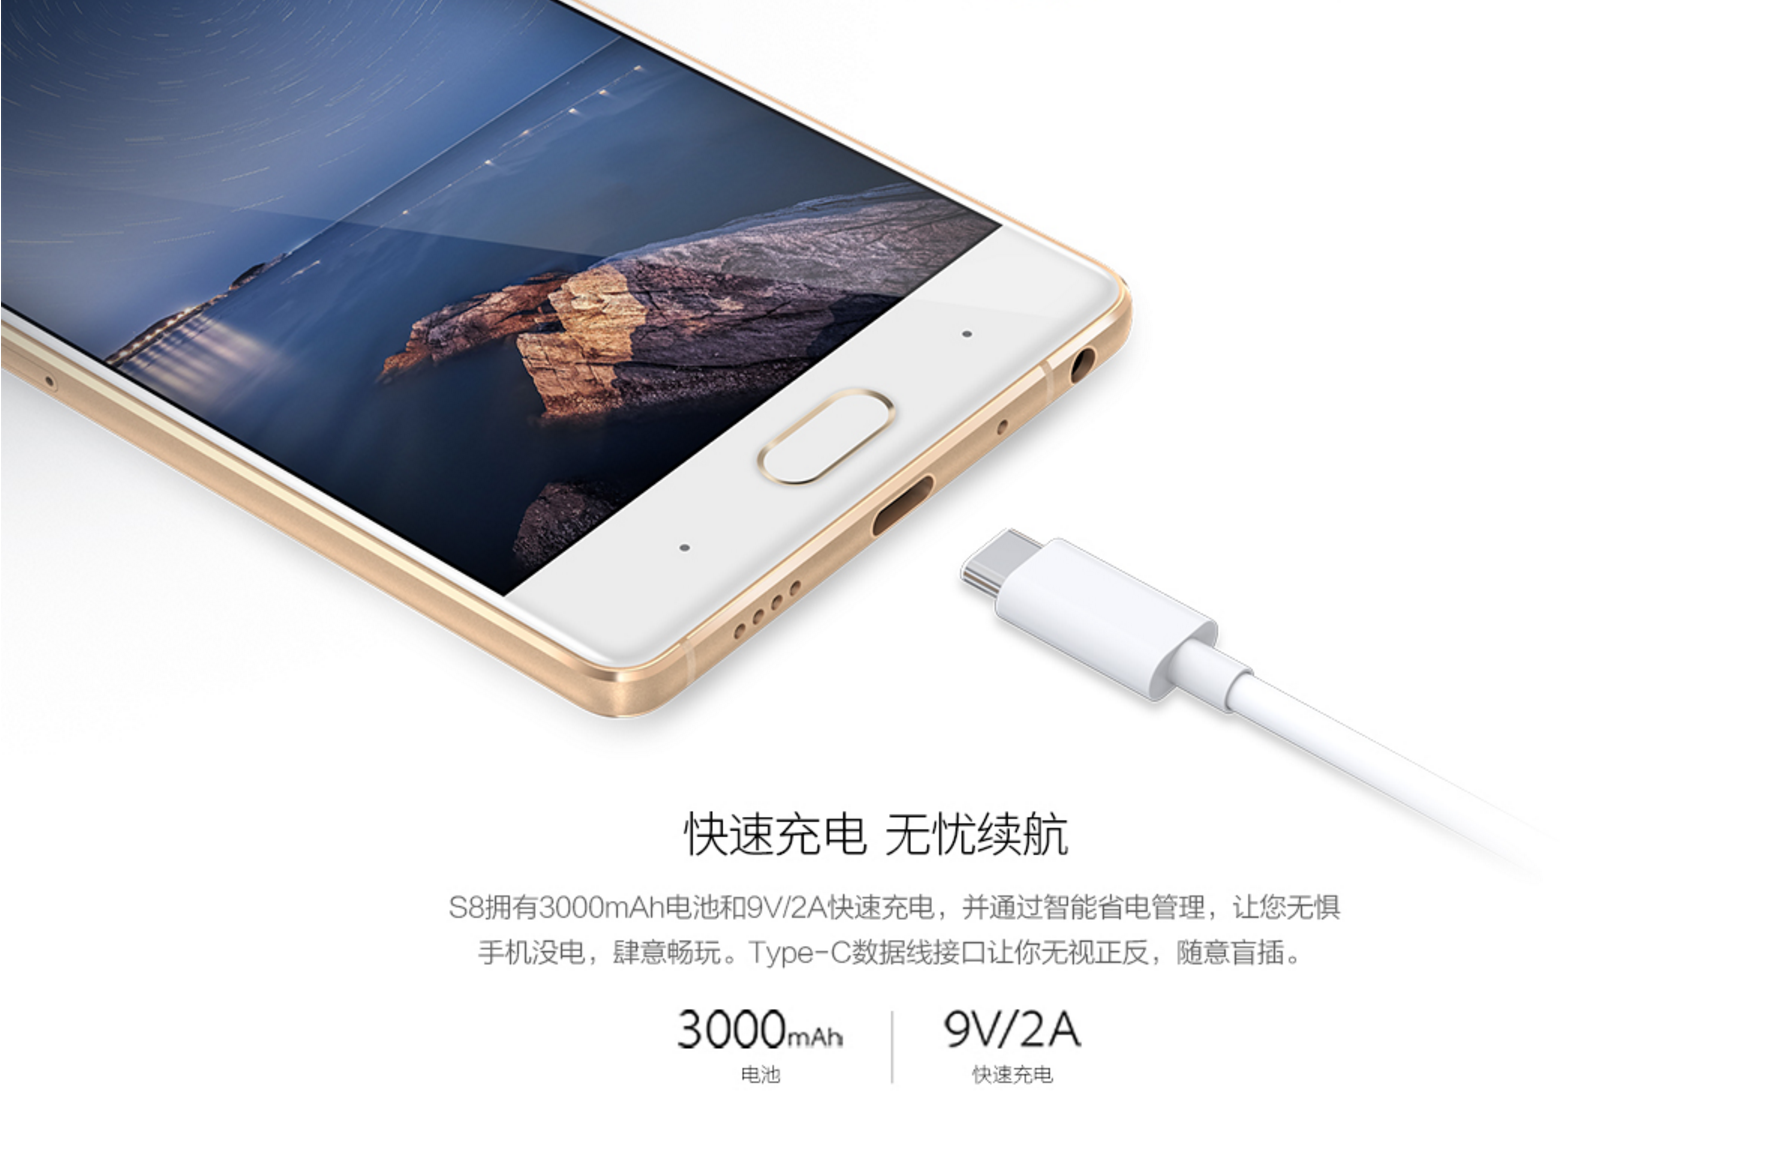 快速充电 无忧续航
S8拥有3000mAh电池和9V/2A快速充电，并通过智能省电管理，让您无惧
手机没电，肆意畅玩。Type-C数据线接口让你无视正反，随意盲插。
3000mAh
电池
9V/2A
快速充电